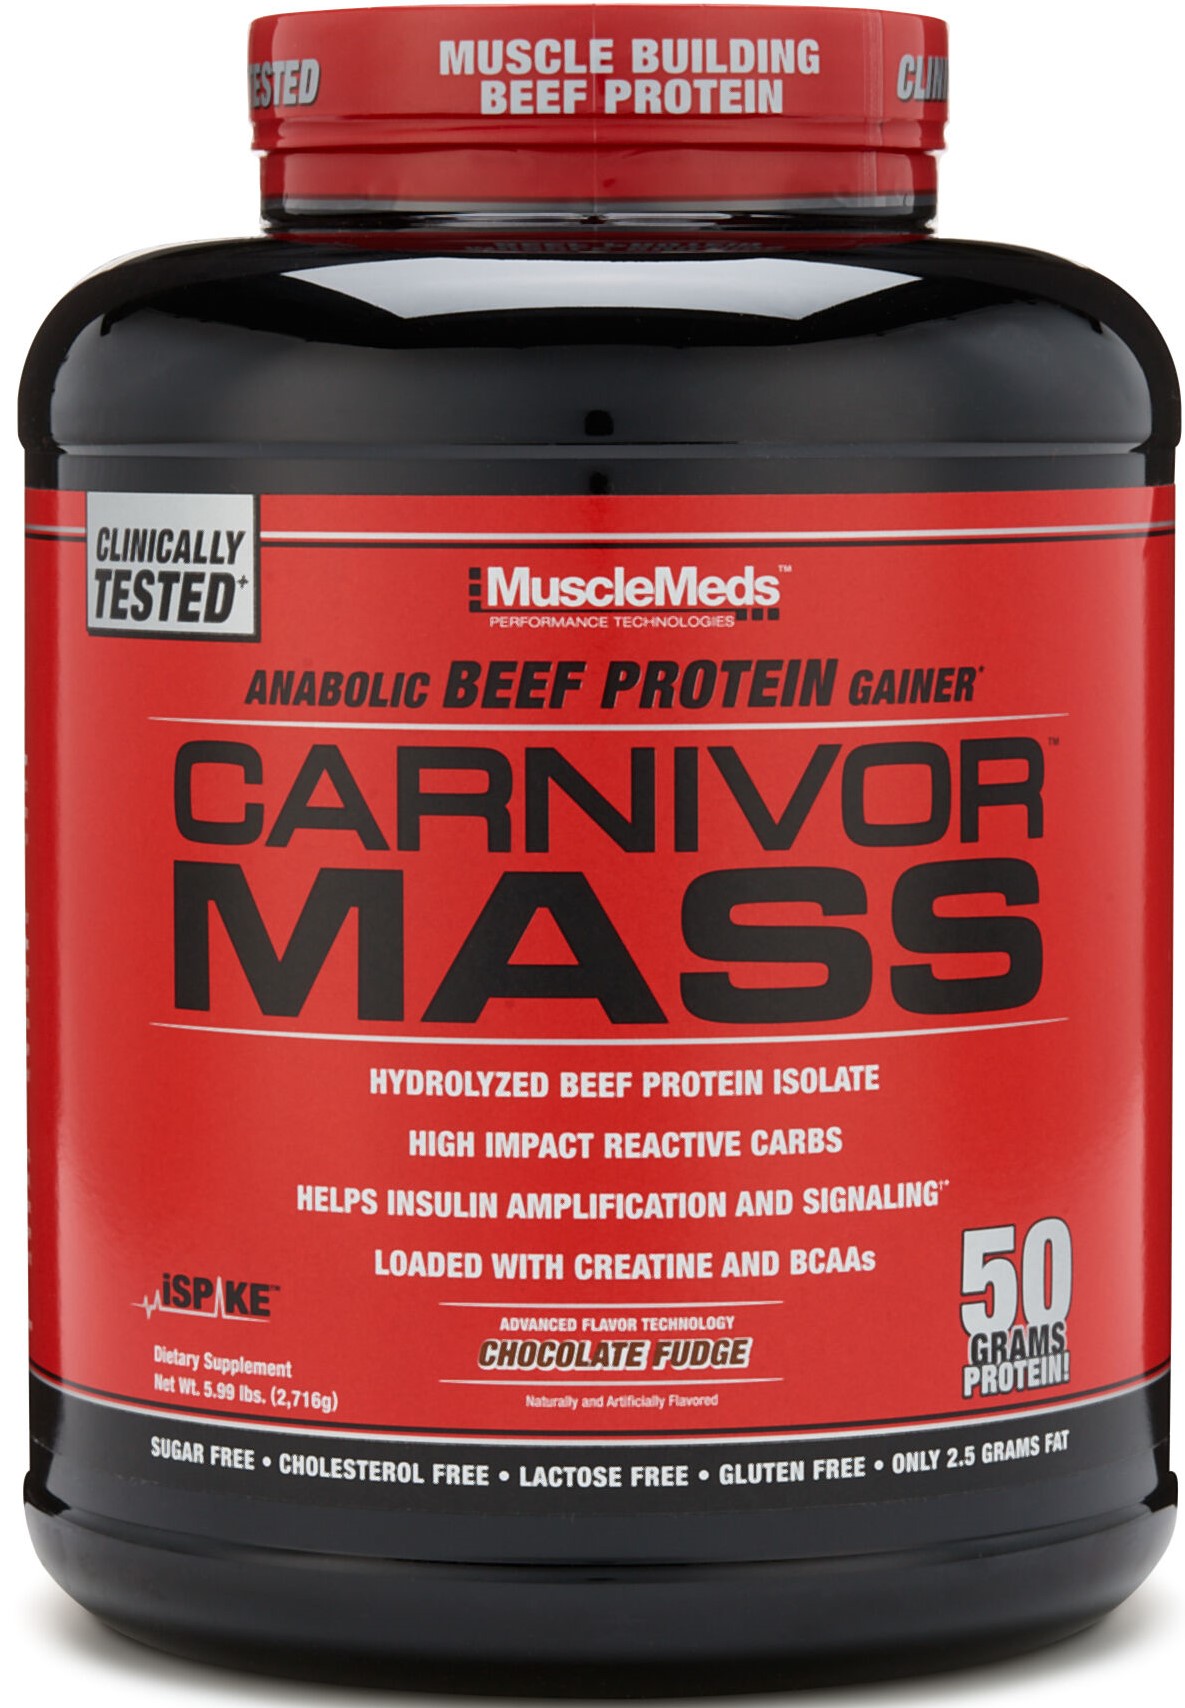 ESTED
MUSCLE BUILDING
BEEF PROTEIN
CLIN
CLINICALLY
TESTED+
MuscleMeds™
PERFORMANCE TECHNOLOGIES
ANABOLIC BEEF PROTEIN GAINER*
CARNIVOR™
MASS
HYDROLYZED BEEF PROTEIN ISOLATE
HIGH IMPACT REACTIVE CARBS
HELPS INSULIN AMPLIFICATION AND SIGNALING†*
LOADED WITH CREATINE AND BCAAs
iSPIKE™
ADVANCED FLAVOR TECHNOLOGY
CHOCOLATE FUDGE
Naturally and Artificially Flavored
50
GRAMS
PROTEIN!
Dietary Supplement
Net Wt. 5.99 lbs. (2,716g)
SUGAR FREE • CHOLESTEROL FREE • LACTOSE FREE • GLUTEN FREE • ONLY 2.5 GRAMS FAT